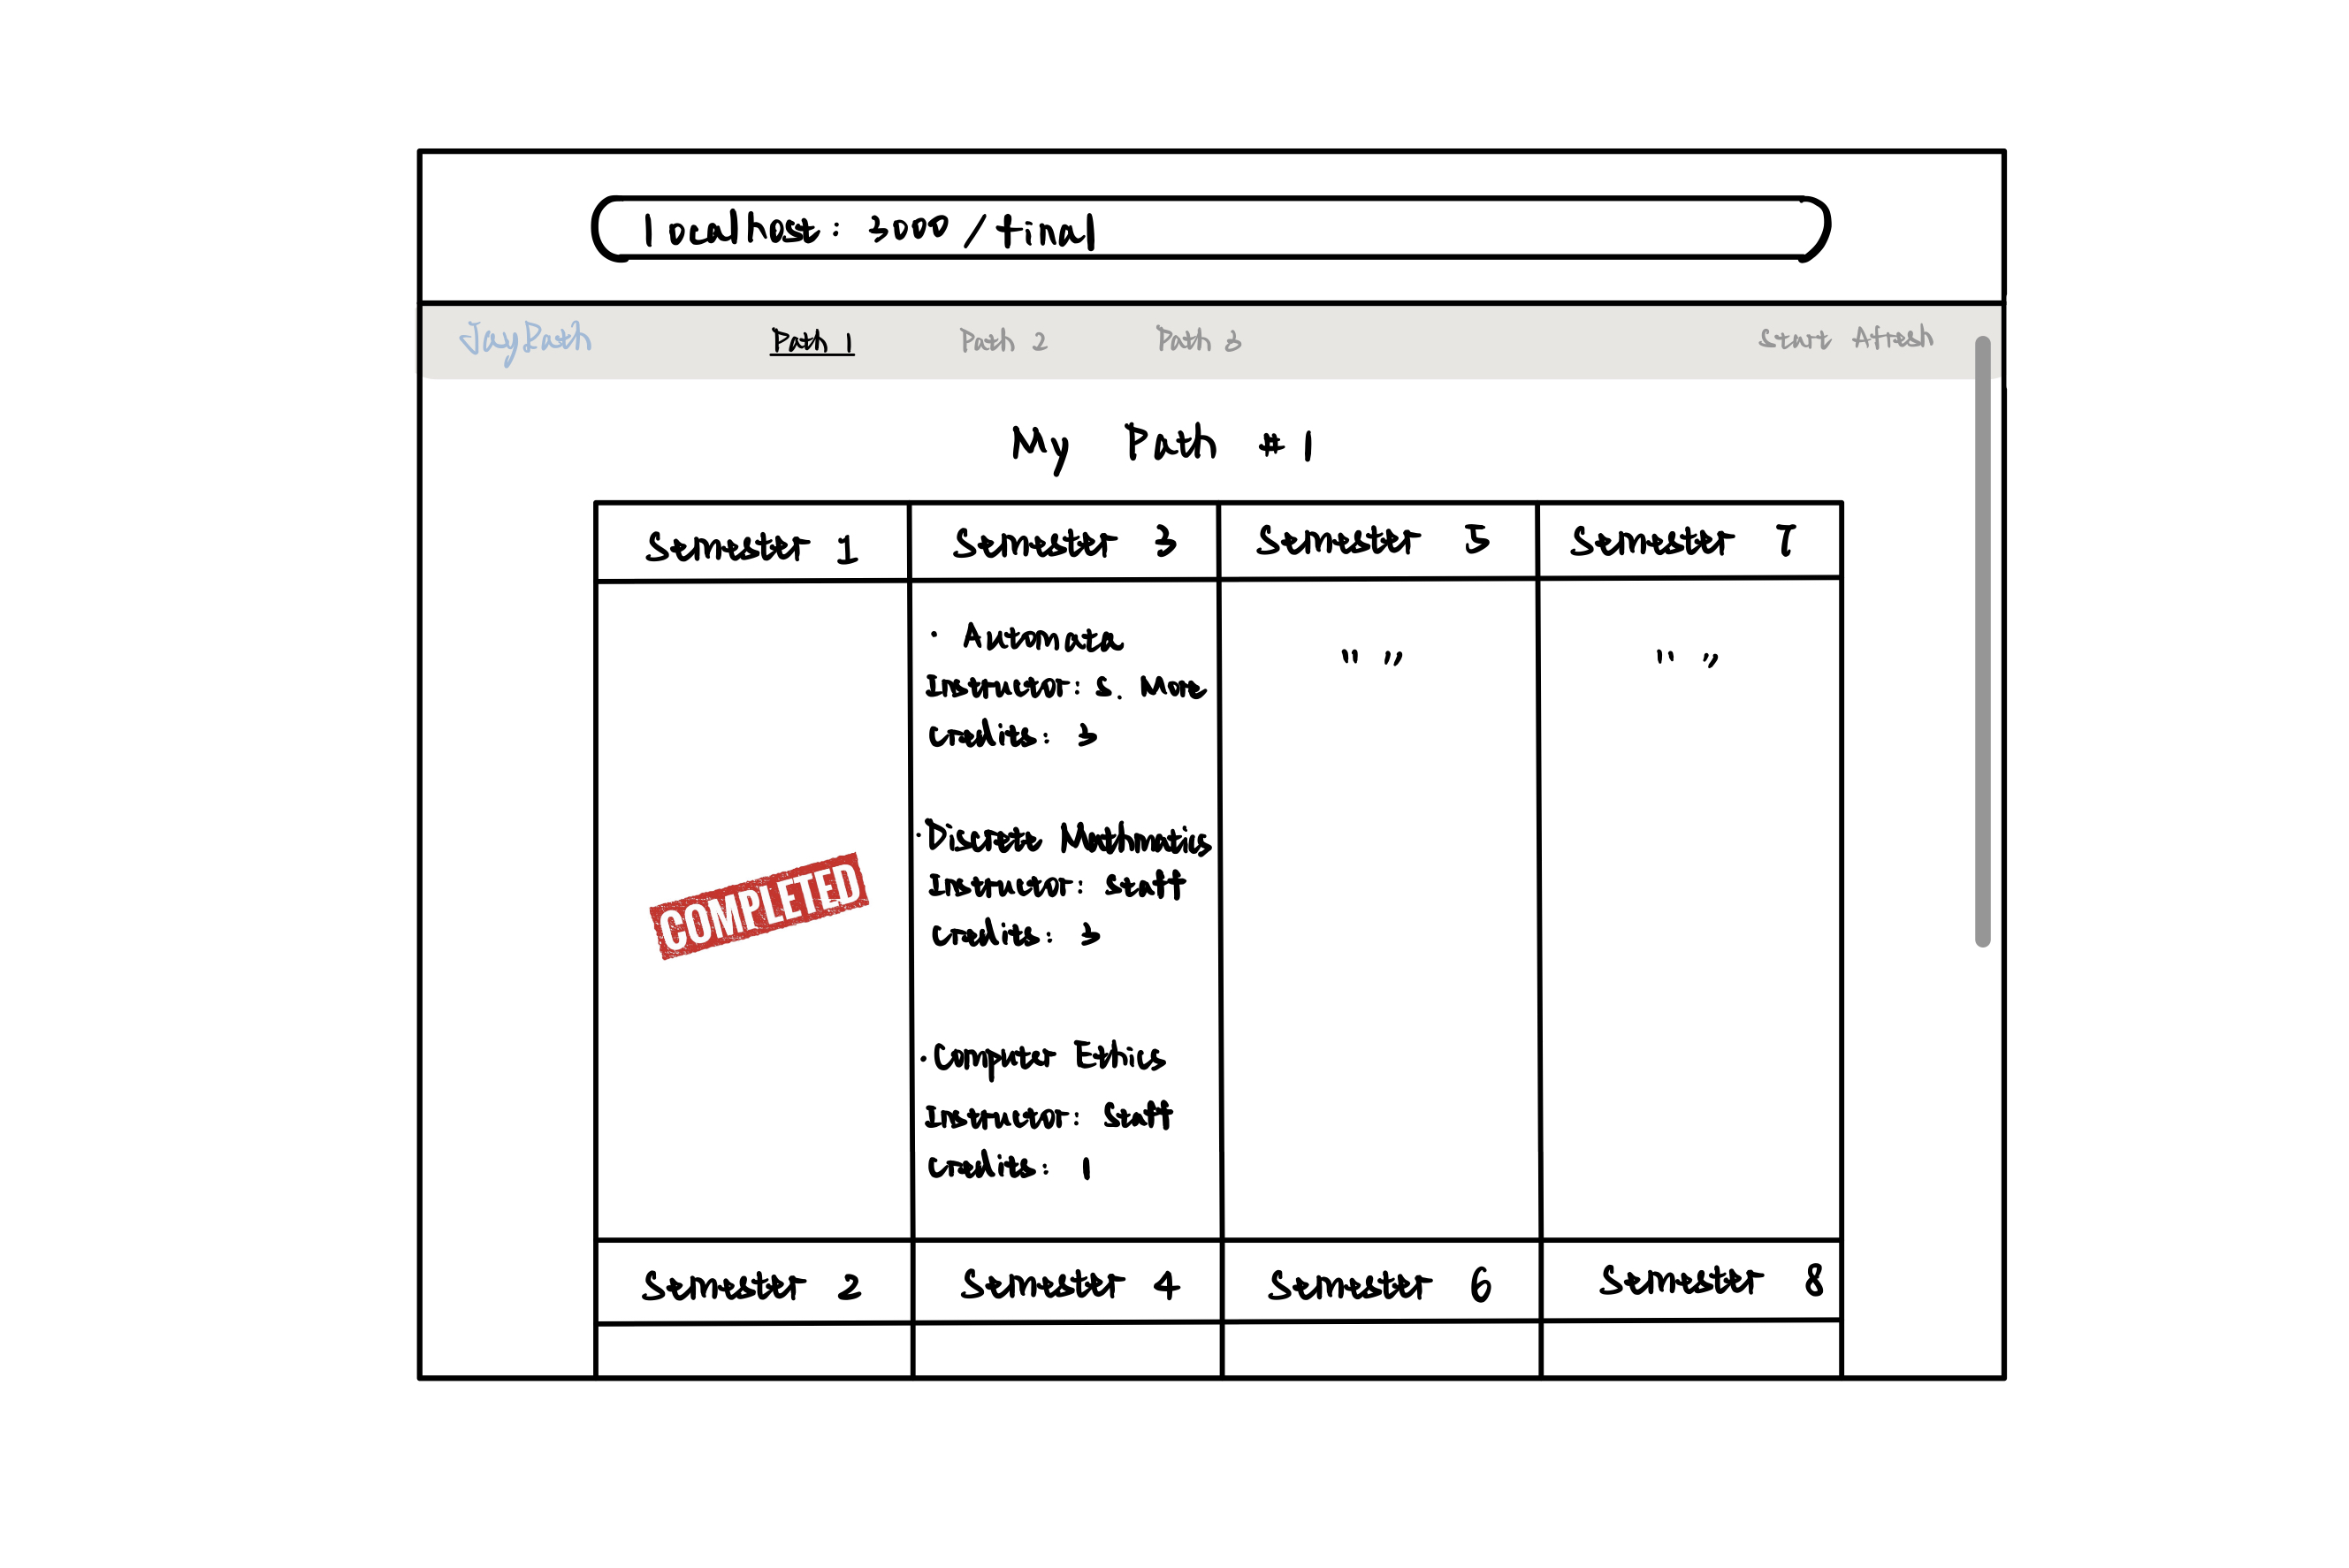 localhost: 3000 /final
JayPath Path 1 Path 2 Path 3 Start Afresh
My Path #1
Semester 1 Semester 3 Semester 5 Semester 7
· Automata
Instructor: S. More
Credits: 3
" " " "
·Discrete Mathmatics
Instructor: Staff
Credits: 3
COMPLETED
·Computer Ethics
Instructor: Staff
Credits: 1
Semester 2 Semester 4 Semester 6 Semester 8